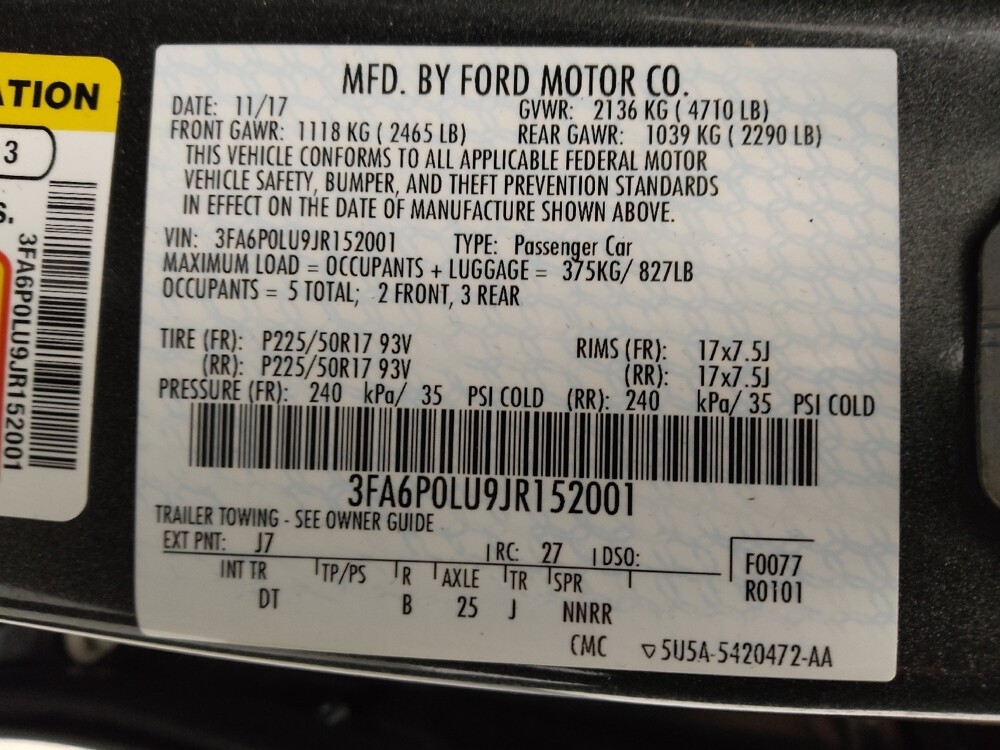 ATION
3
S.
3FA6P0LU9JR152001
MFD. BY FORD MOTOR CO.
DATE: 11/17 GVWR: 2136 KG ( 4710 LB)
FRONT GAWR: 1118 KG ( 2465 LB) REAR GAWR: 1039 KG ( 2290 LB)
THIS VEHICLE CONFORMS TO ALL APPLICABLE FEDERAL MOTOR
VEHICLE SAFETY, BUMPER, AND THEFT PREVENTION STANDARDS
IN EFFECT ON THE DATE OF MANUFACTURE SHOWN ABOVE.
VIN: 3FA6P0LU9JR152001 TYPE: Passenger Car
MAXIMUM LOAD = OCCUPANTS + LUGGAGE = 375KG/ 827LB
OCCUPANTS = 5 TOTAL; 2 FRONT, 3 REAR
TIRE (FR): P225/50R17 93V RIMS (FR): 17x7.5J
(RR): P225/50R17 93V (RR): 17x7.5J
PRESSURE (FR): 240 kPa/ 35 PSI COLD (RR): 240 kPa/ 35 PSI COLD
3FA6P0LU9JR152001
TRAILER TOWING - SEE OWNER GUIDE
EXT PNT: J7 RC: 27 DSO: F0077
INT TR TP/PS R AXLE TR SPR R0101
DT B 25 J NNRR
CMC ▽5U5A-5420472-AA